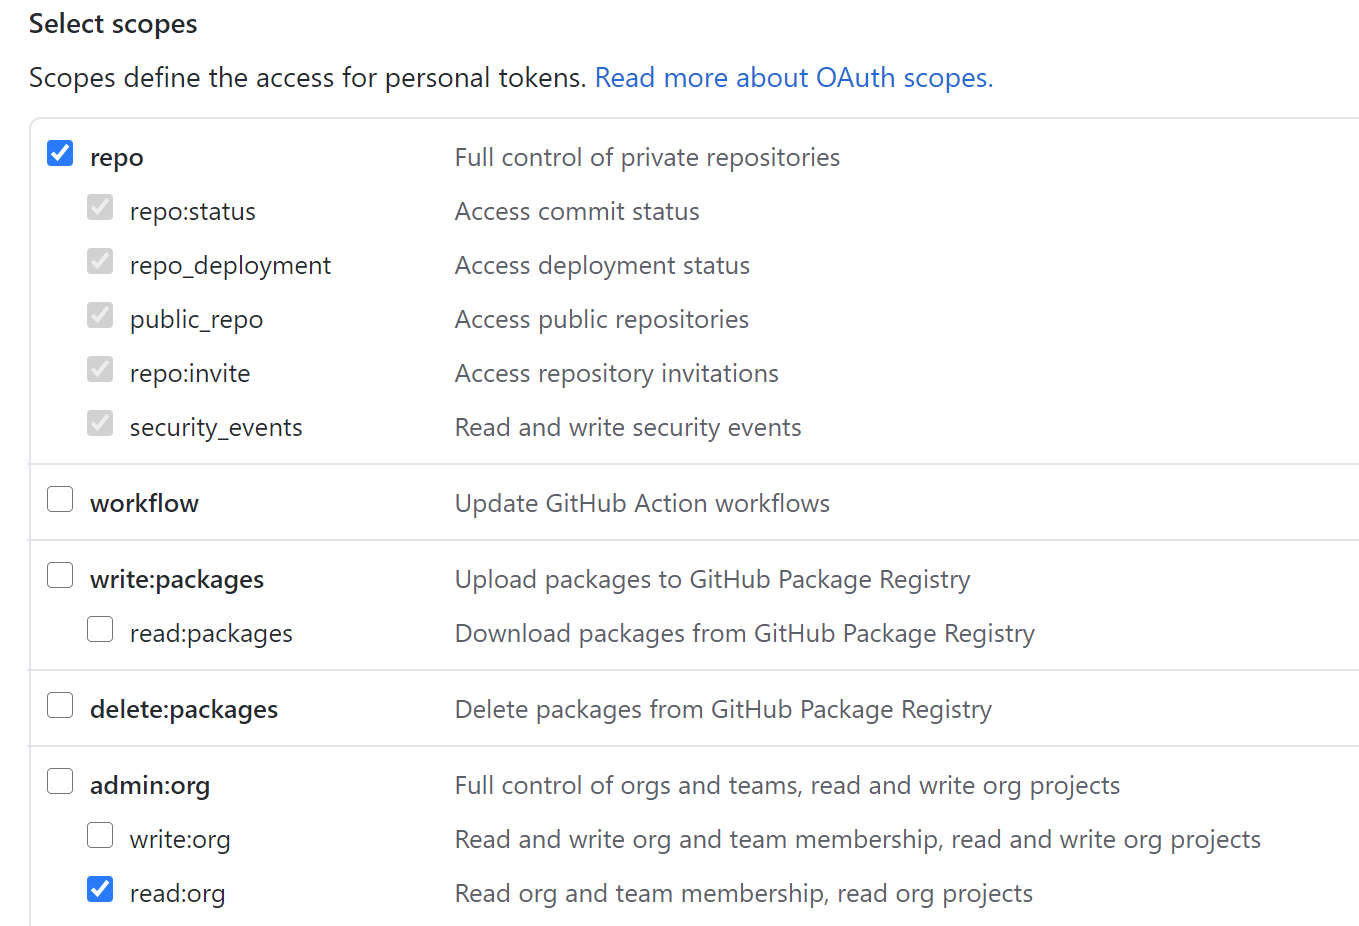 Select scopes
Scopes define the access for personal tokens. Read more about OAuth scopes.
repo Full control of private repositories
repo:status Access commit status
repo_deployment Access deployment status
public_repo Access public repositories
repo:invite Access repository invitations
security_events Read and write security events
workflow Update GitHub Action workflows
write:packages Upload packages to GitHub Package Registry
read:packages Download packages from GitHub Package Registry
delete:packages Delete packages from GitHub Package Registry
admin:org Full control of orgs and teams, read and write org projects
write:org Read and write org and team membership, read and write org projects
read:org Read org and team membership, read org projects